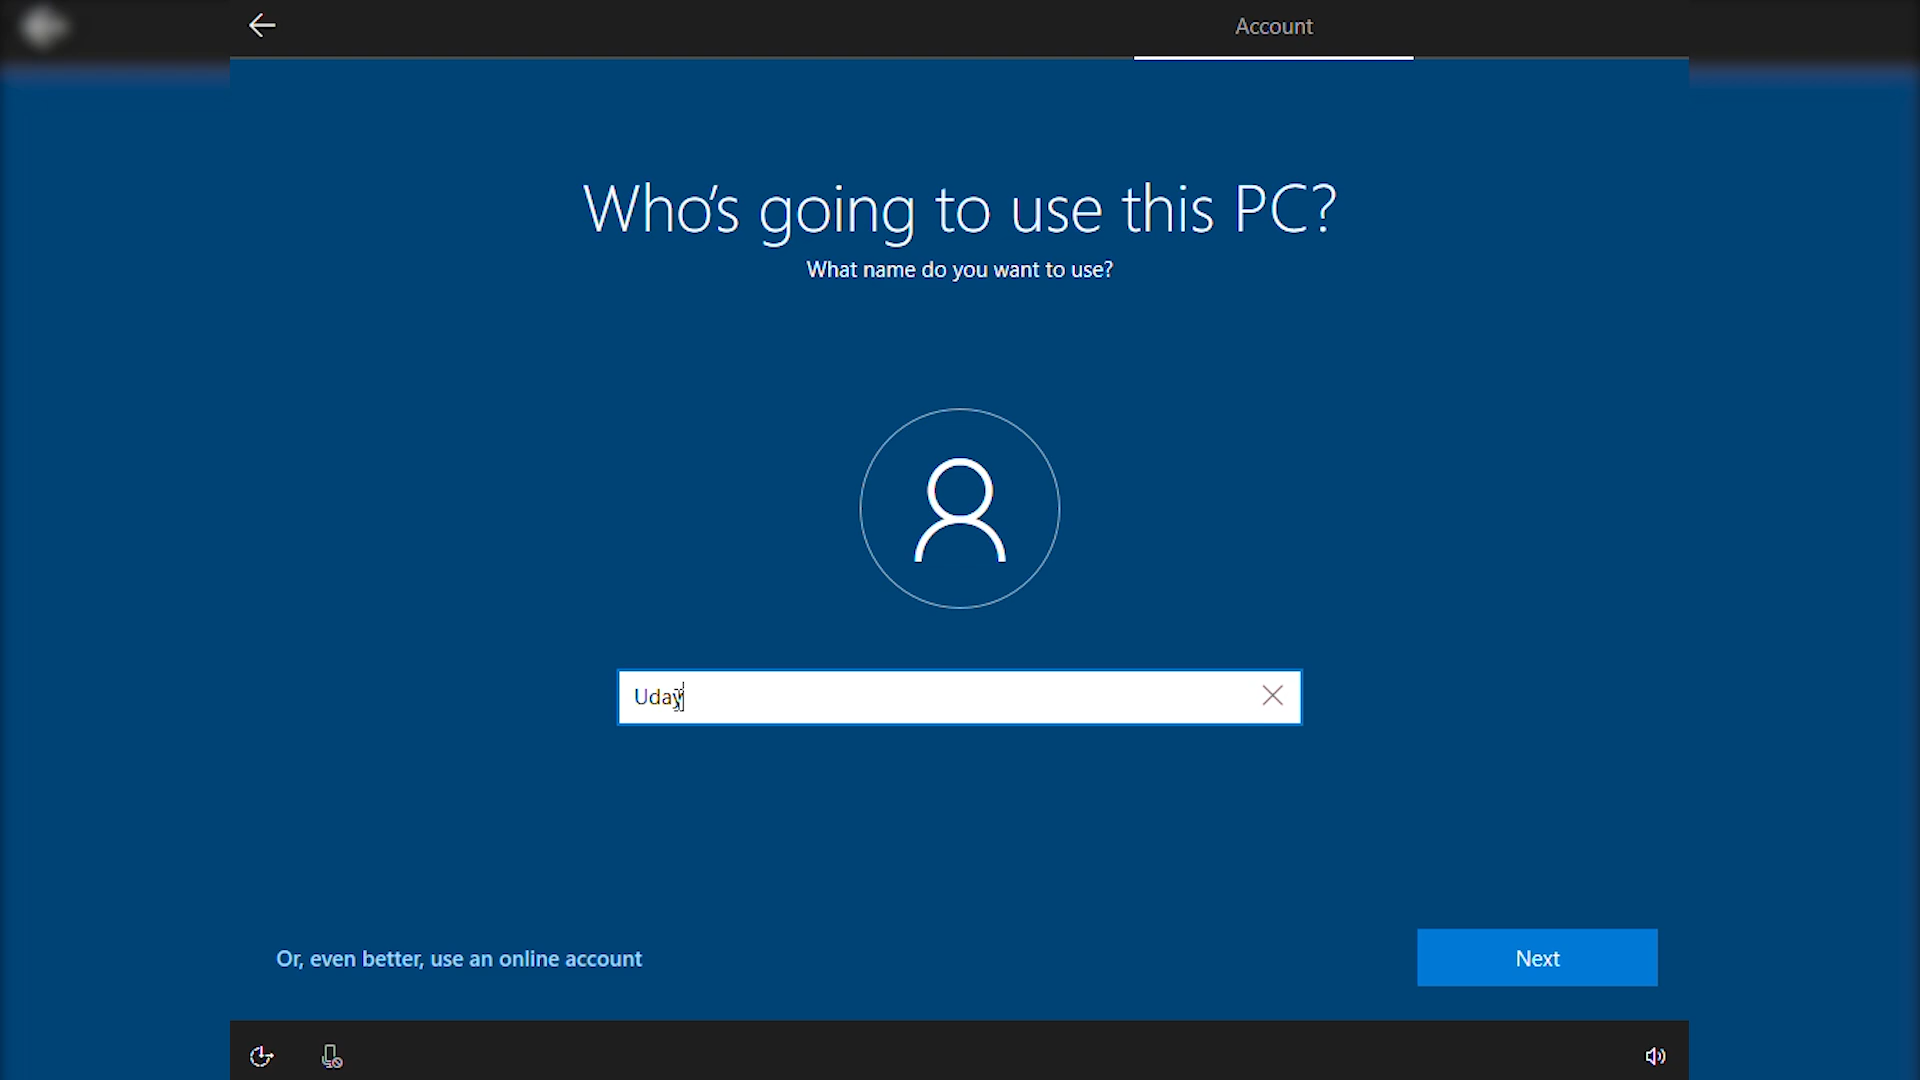 Account
Who's going to use this PC?
What name do you want to use?
Uday
Or, even better, use an online account
Next